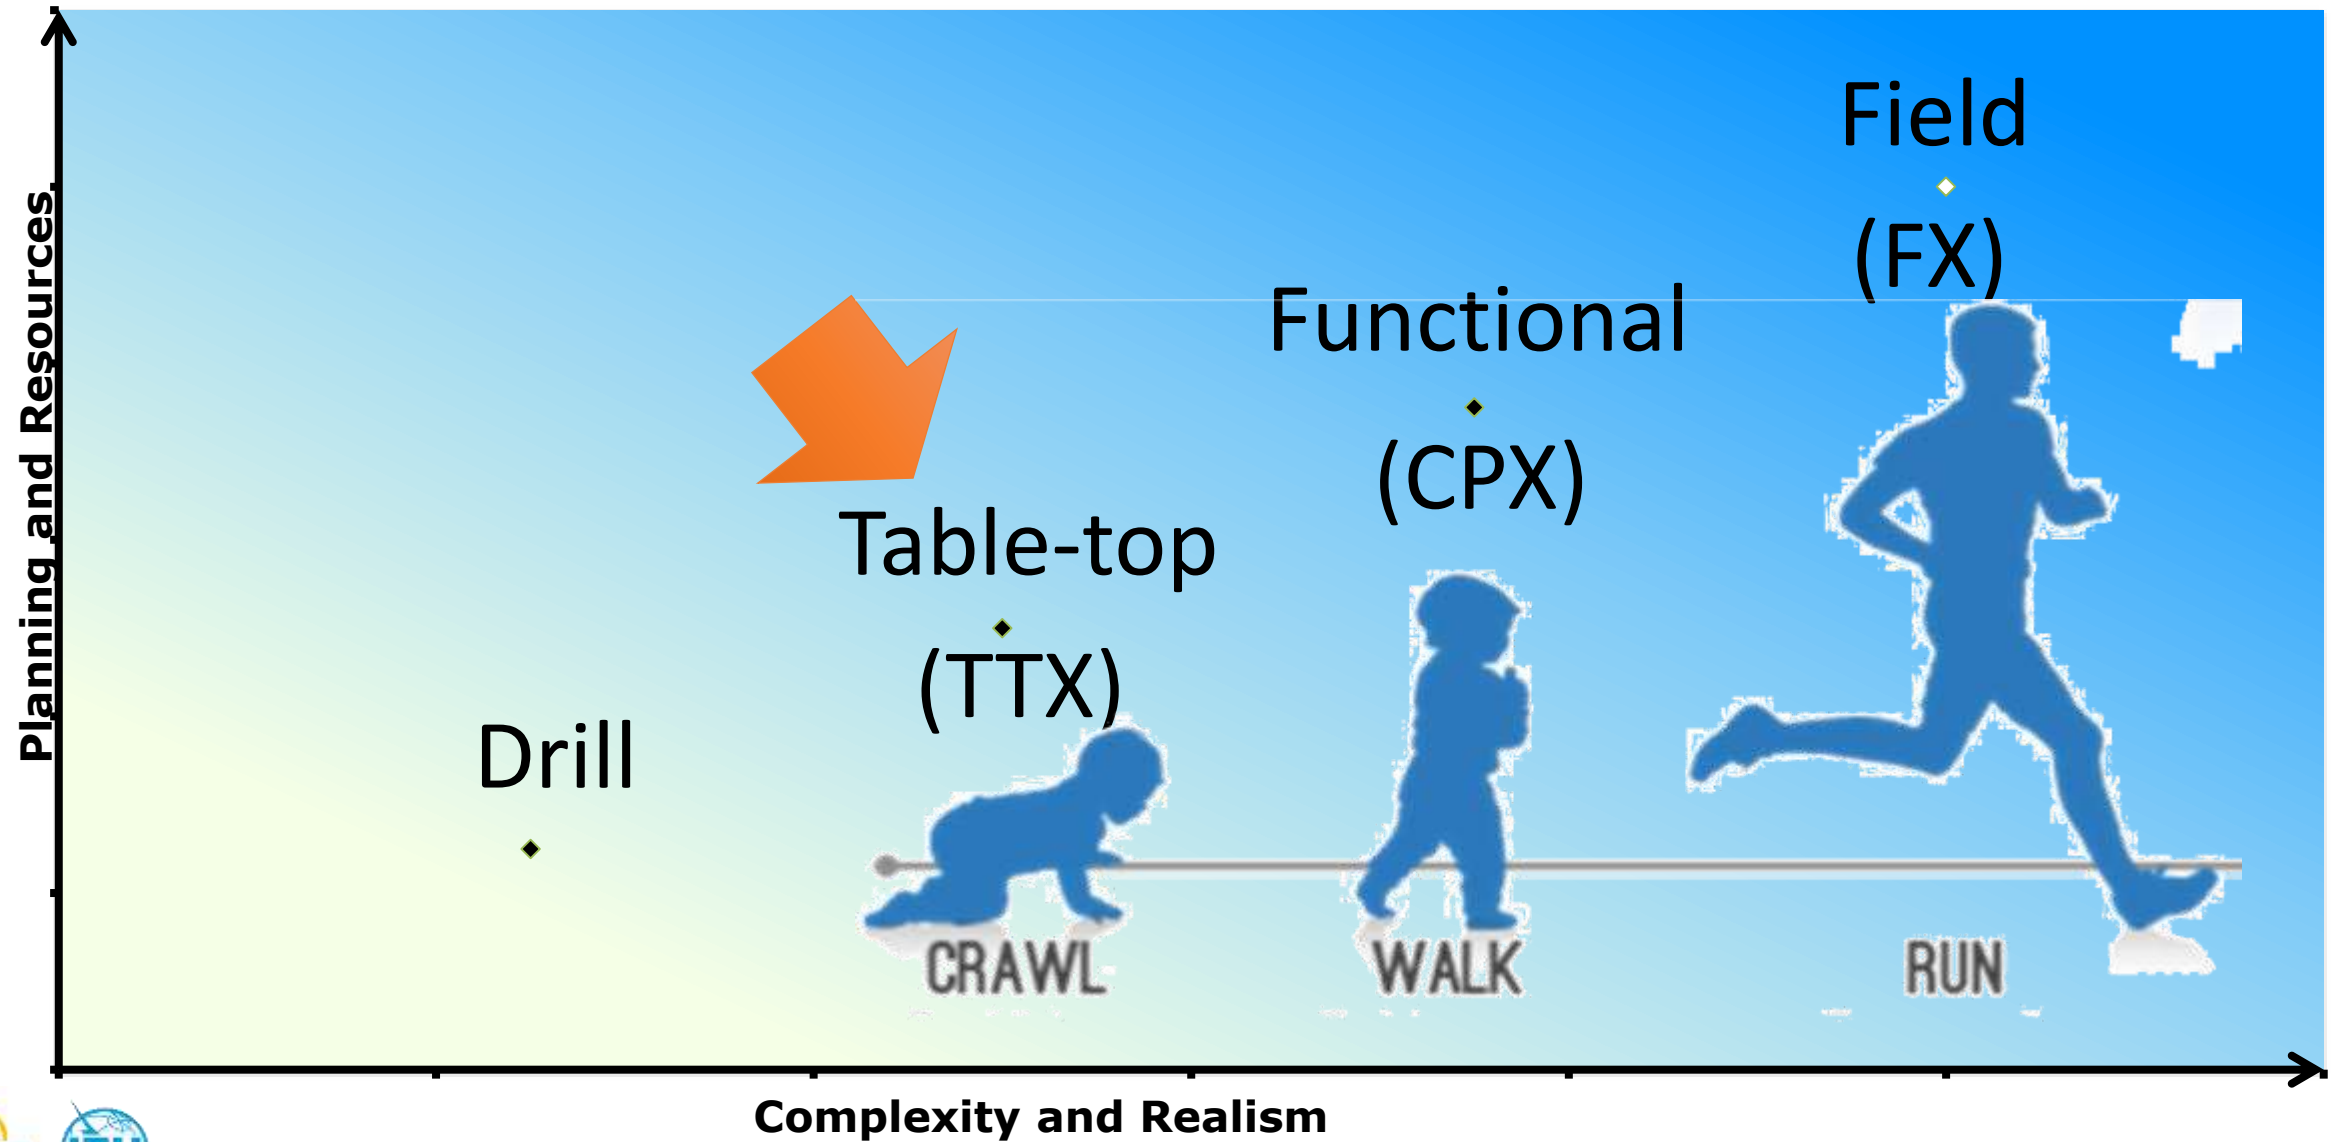 Planning and Resources
Field
(FX)
Functional
(CPX)
Table-top
(TTX)
Drill
CRAWL
WALK
RUN
Complexity and Realism